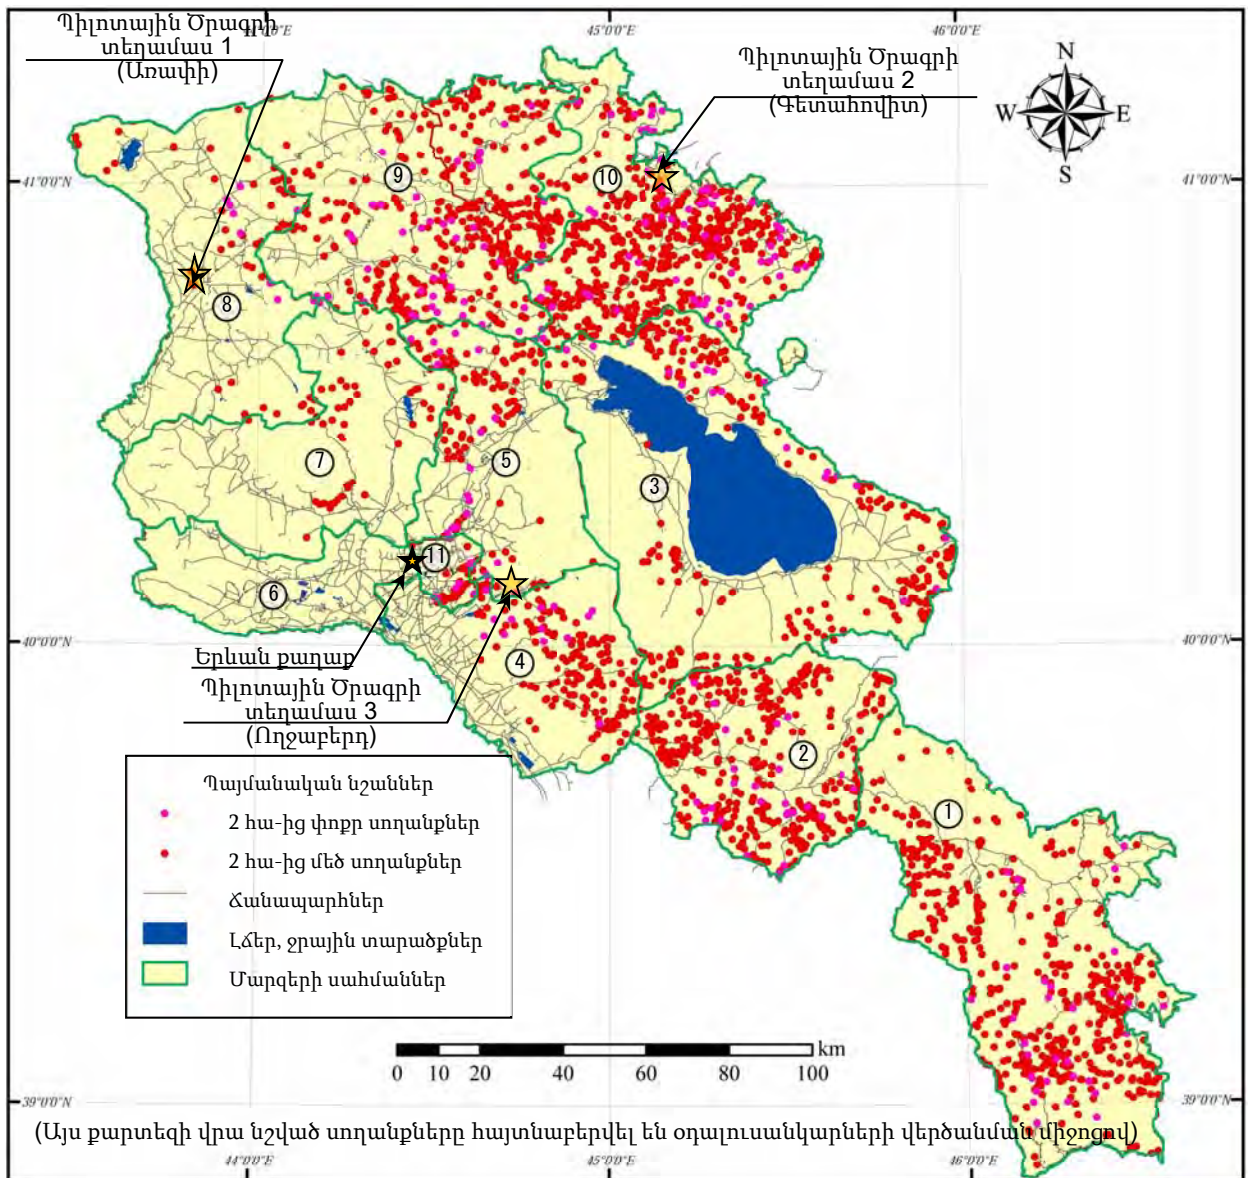 Պիլոտային Ծրագրի
տեղամաս 1
(Առափի)
45°0'0"E
46°0'0"E
Պիլոտային Ծրագրի
տեղամաս 2
(Գետահովիտ)
N
W
E
S
41°0'0"N
41°0'0"N
9
10
8
7
5
3
11
6
4
2
1
40°0'0"N
40°0'0"N
Երևան քաղաք
Պիլոտային Ծրագրի
տեղամաս 3
(Ողջաբերդ)
Պայմանական նշաններ
2 հա-ից փոքր սողանքներ
2 հա-ից մեծ սողանքներ
Ճանապարհներ
Լճեր, ջրային տարածքներ
Մարզերի սահմաններ
km
0 10 20 40 60 80 100
39°0'0"N
39°0'0"N
(Այս քարտեզի վրա նշված սողանքները հայտնաբերվել են օդալուսանկարների վերծանման միջոցով)
44°0'0"E
45°0'0"E
46°0'0"E